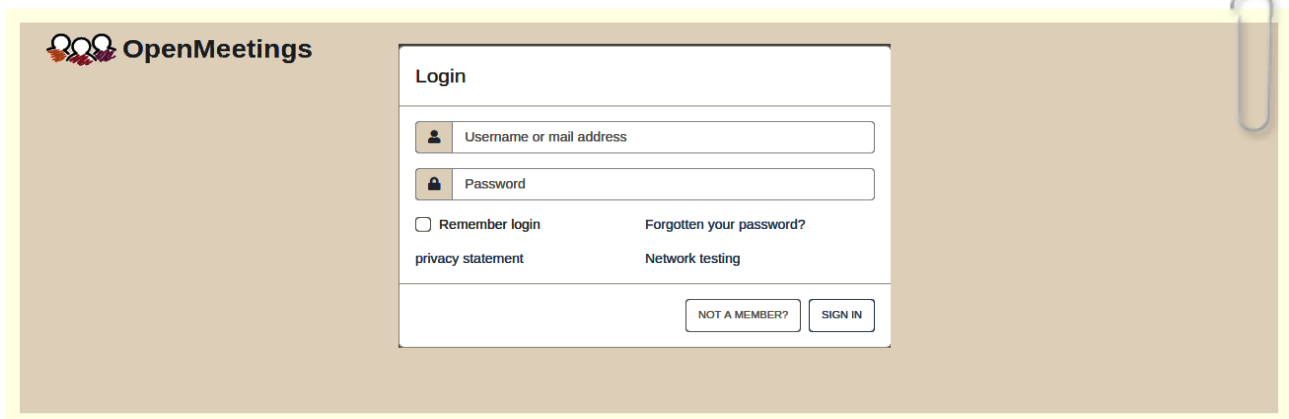 OpenMeetings
Login
Username or mail address
Password
Remember login
Forgotten your password?
privacy statement
Network testing
NOT A MEMBER?
SIGN IN